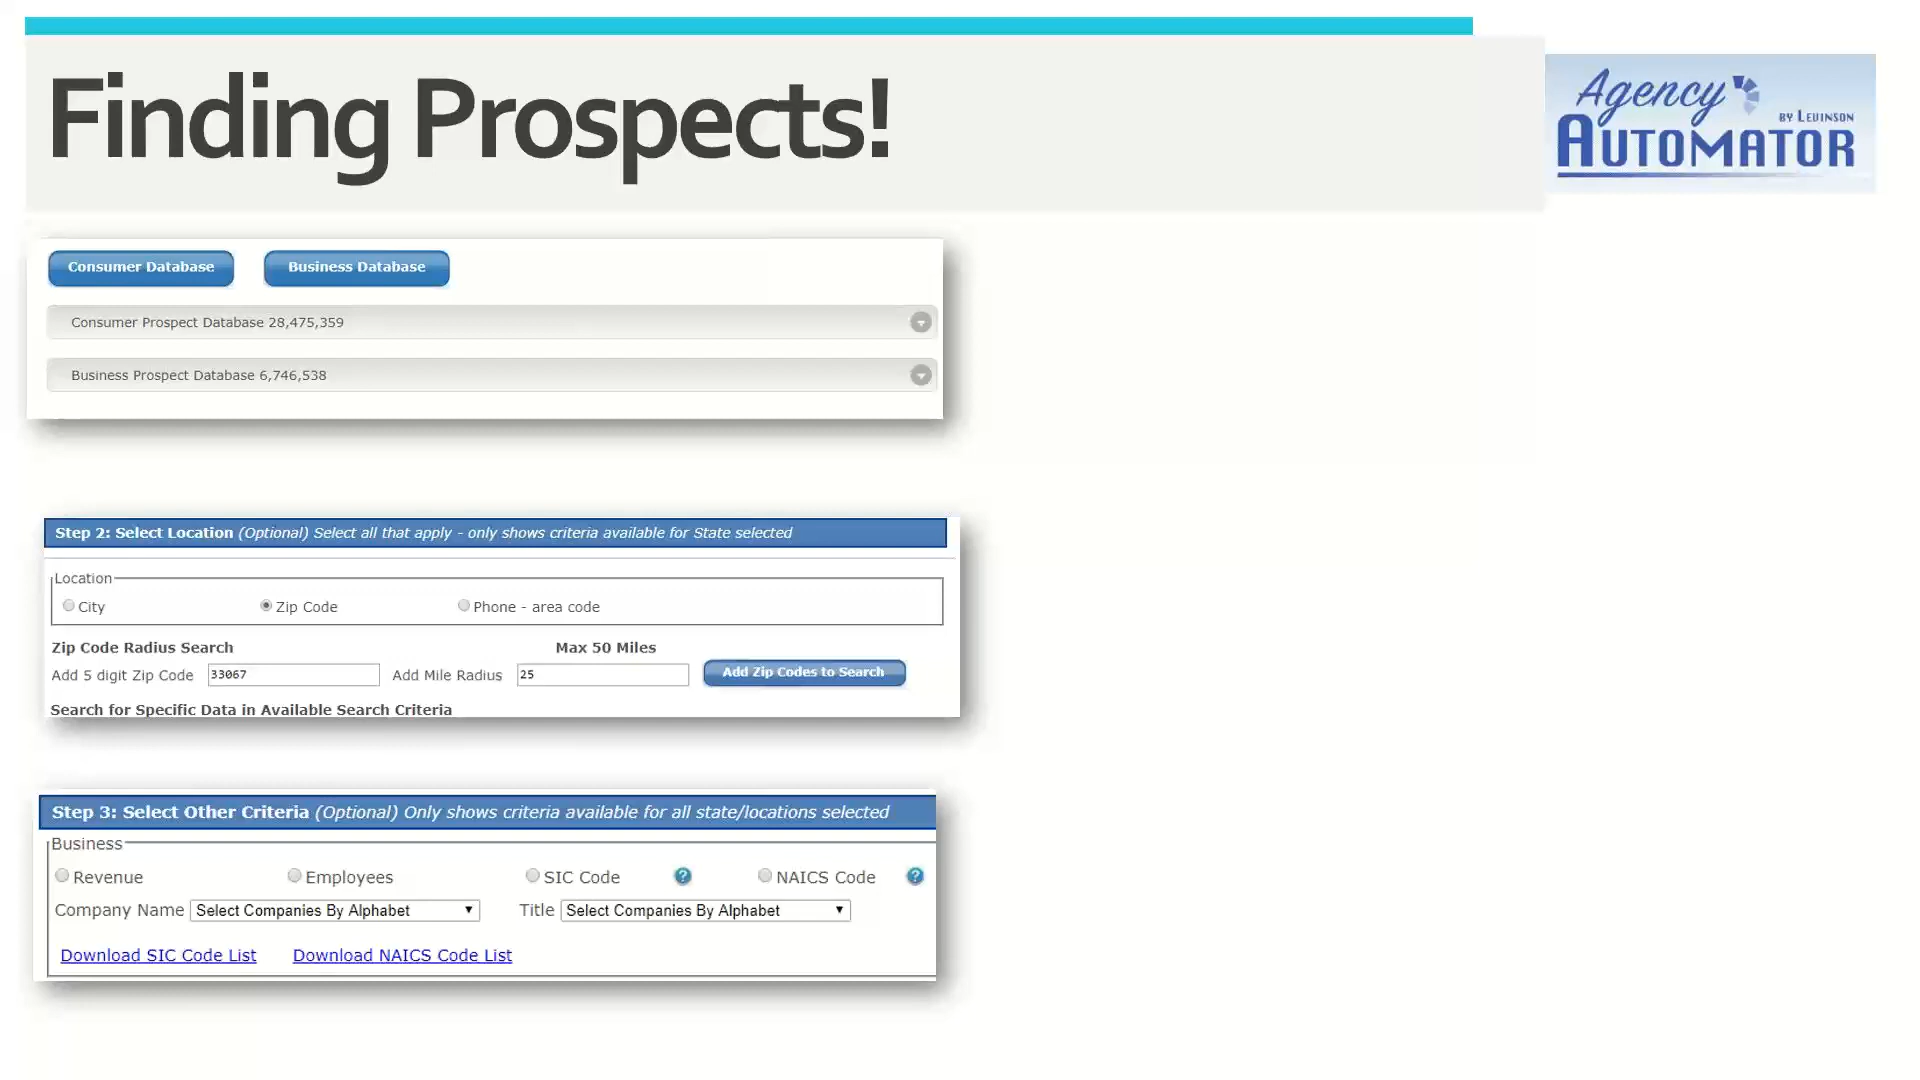 Finding Prospects!
Agency
BY LEVINSON
AUTOMATOR
Consumer Database Business Database
Consumer Prospect Database 28,475,359
Business Prospect Database 6,746,538
Step 2: Select Location (Optional) Select all that apply - only shows criteria available for State selected
Location
City Zip Code Phone - area code
Zip Code Radius Search Max 50 Miles
Add 5 digit Zip Code 33067 Add Mile Radius 25 Add Zip Codes to Search
Search for Specific Data in Available Search Criteria
Step 3: Select Other Criteria (Optional) Only shows criteria available for all state/locations selected
Business
Revenue Employees SIC Code ? NAICS Code ?
Company Name Select Companies By Alphabet Title Select Companies By Alphabet
Download SIC Code List Download NAICS Code List